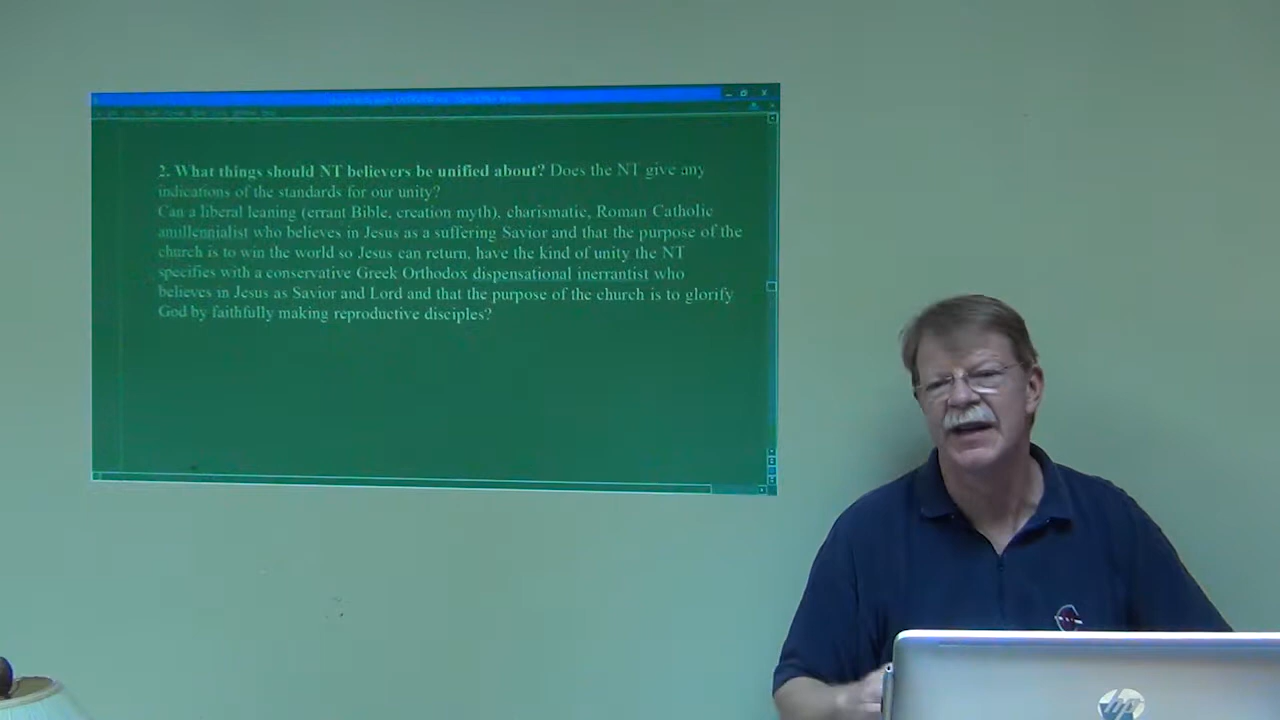 2. What things should NT believers be unified about? Does the NT give any
indications of the standards for our unity?
Can a liberal leaning (errant Bible, creation myth), charismatic, Roman Catholic
amillennialist who believes in Jesus as a suffering Savior and that the purpose of the
church is to win the world so Jesus can return, have the kind of unity the NT
specifies with a conservative Greek Orthodox dispensational inerrantist who
believes in Jesus as Savior and Lord and that the purpose of the church is to glorify
God by faithfully making reproductive disciples?
hp